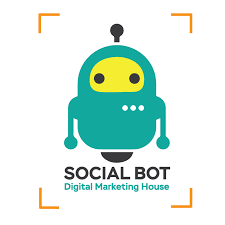 SOCIAL BOT
Digital Marketing House